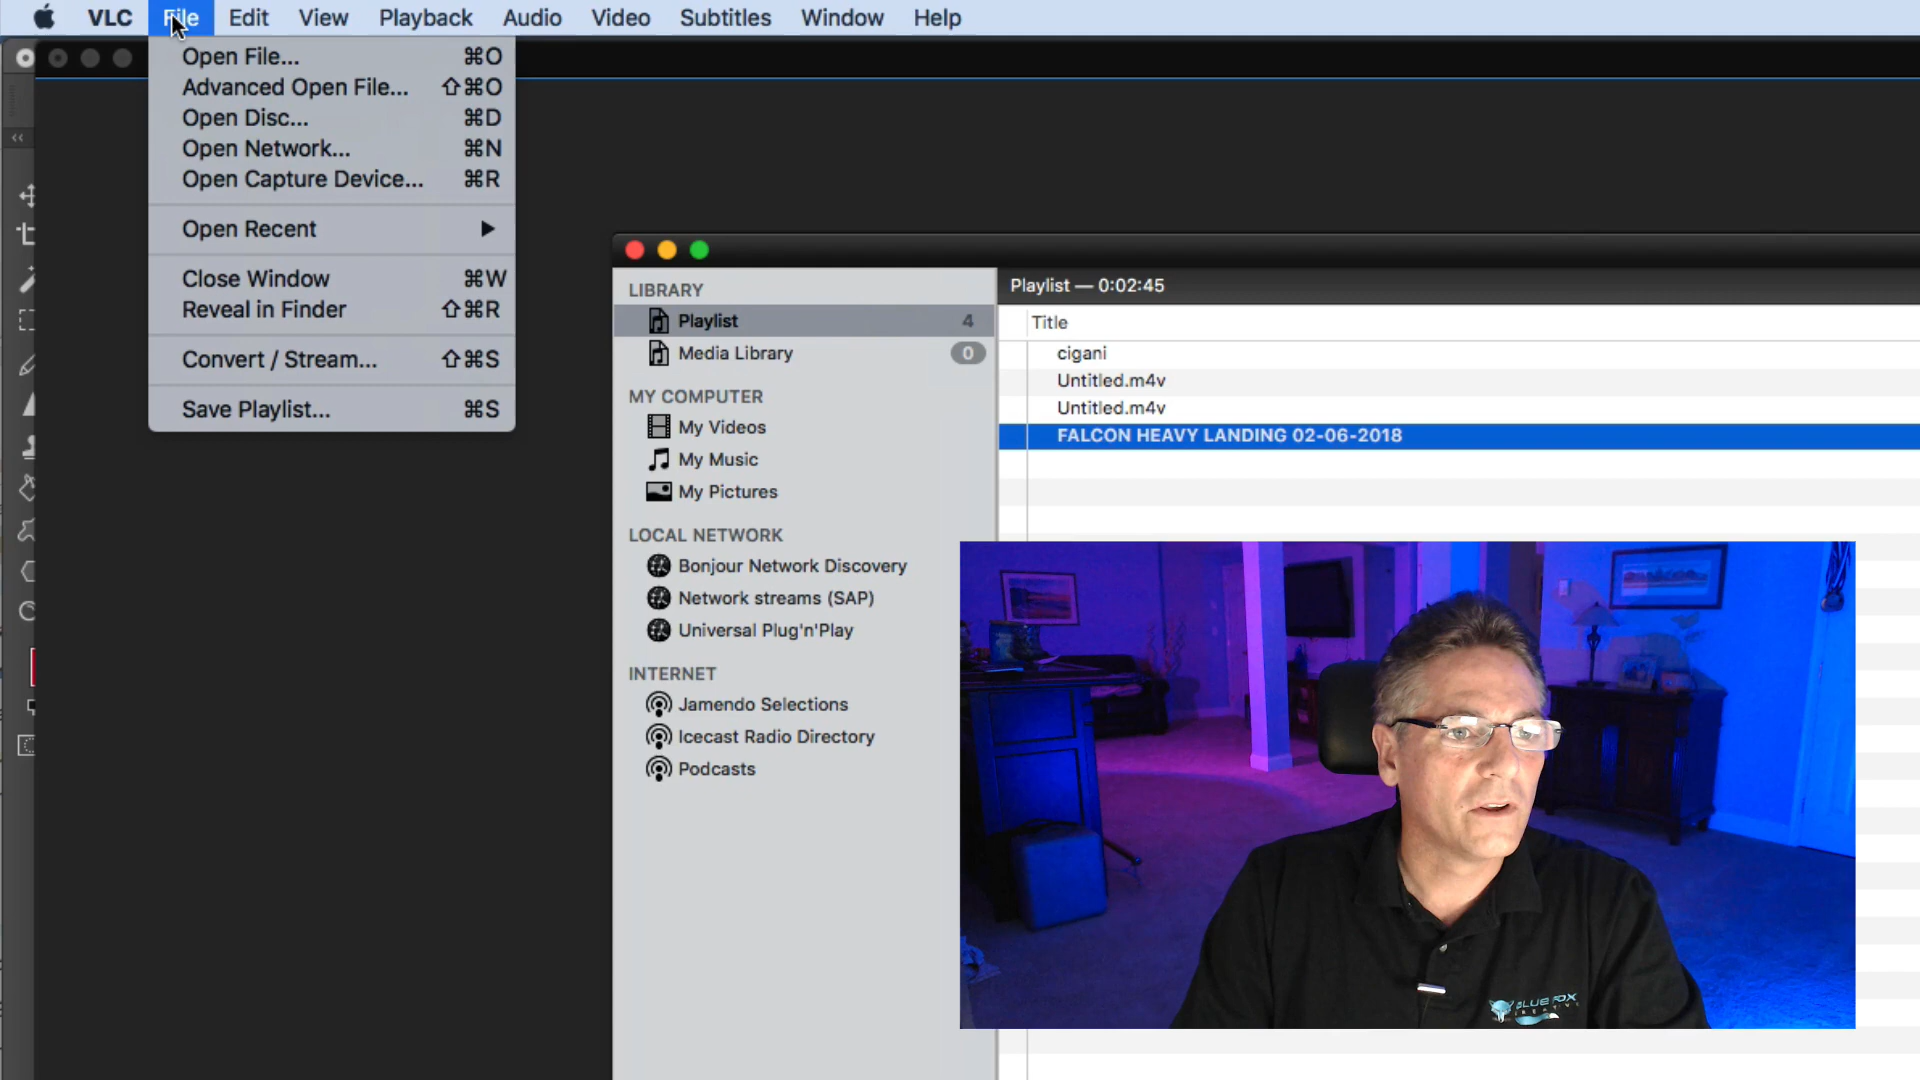 VLC File Edit View Playback Audio Video Subtitles Window Help
Open File... ⌘O
Advanced Open File... ⇧⌘O
Open Disc... ⌘D
Open Network... ⌘N
Open Capture Device... ⌘R
Open Recent ▶
Close Window ⌘W
Reveal in Finder ⇧⌘R
Convert / Stream... ⇧⌘S
Save Playlist... ⌘S
LIBRARY
Playlist 4
Media Library 0
MY COMPUTER
My Videos
My Music
My Pictures
LOCAL NETWORK
Bonjour Network Discovery
Network streams (SAP)
Universal Plug'n'Play
INTERNET
Jamendo Selections
Icecast Radio Directory
Podcasts
Playlist — 0:02:45
Title
cigani
Untitled.m4v
Untitled.m4v
FALCON HEAVY LANDING 02-06-2018
BLUE FOX
CREATIVE